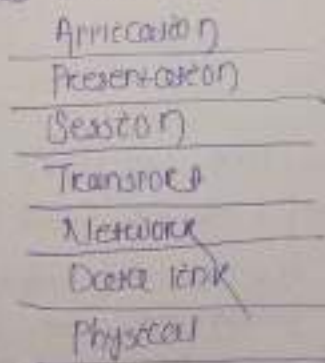 Application
Presentation
Session
Transport
Network
Data link
Physical